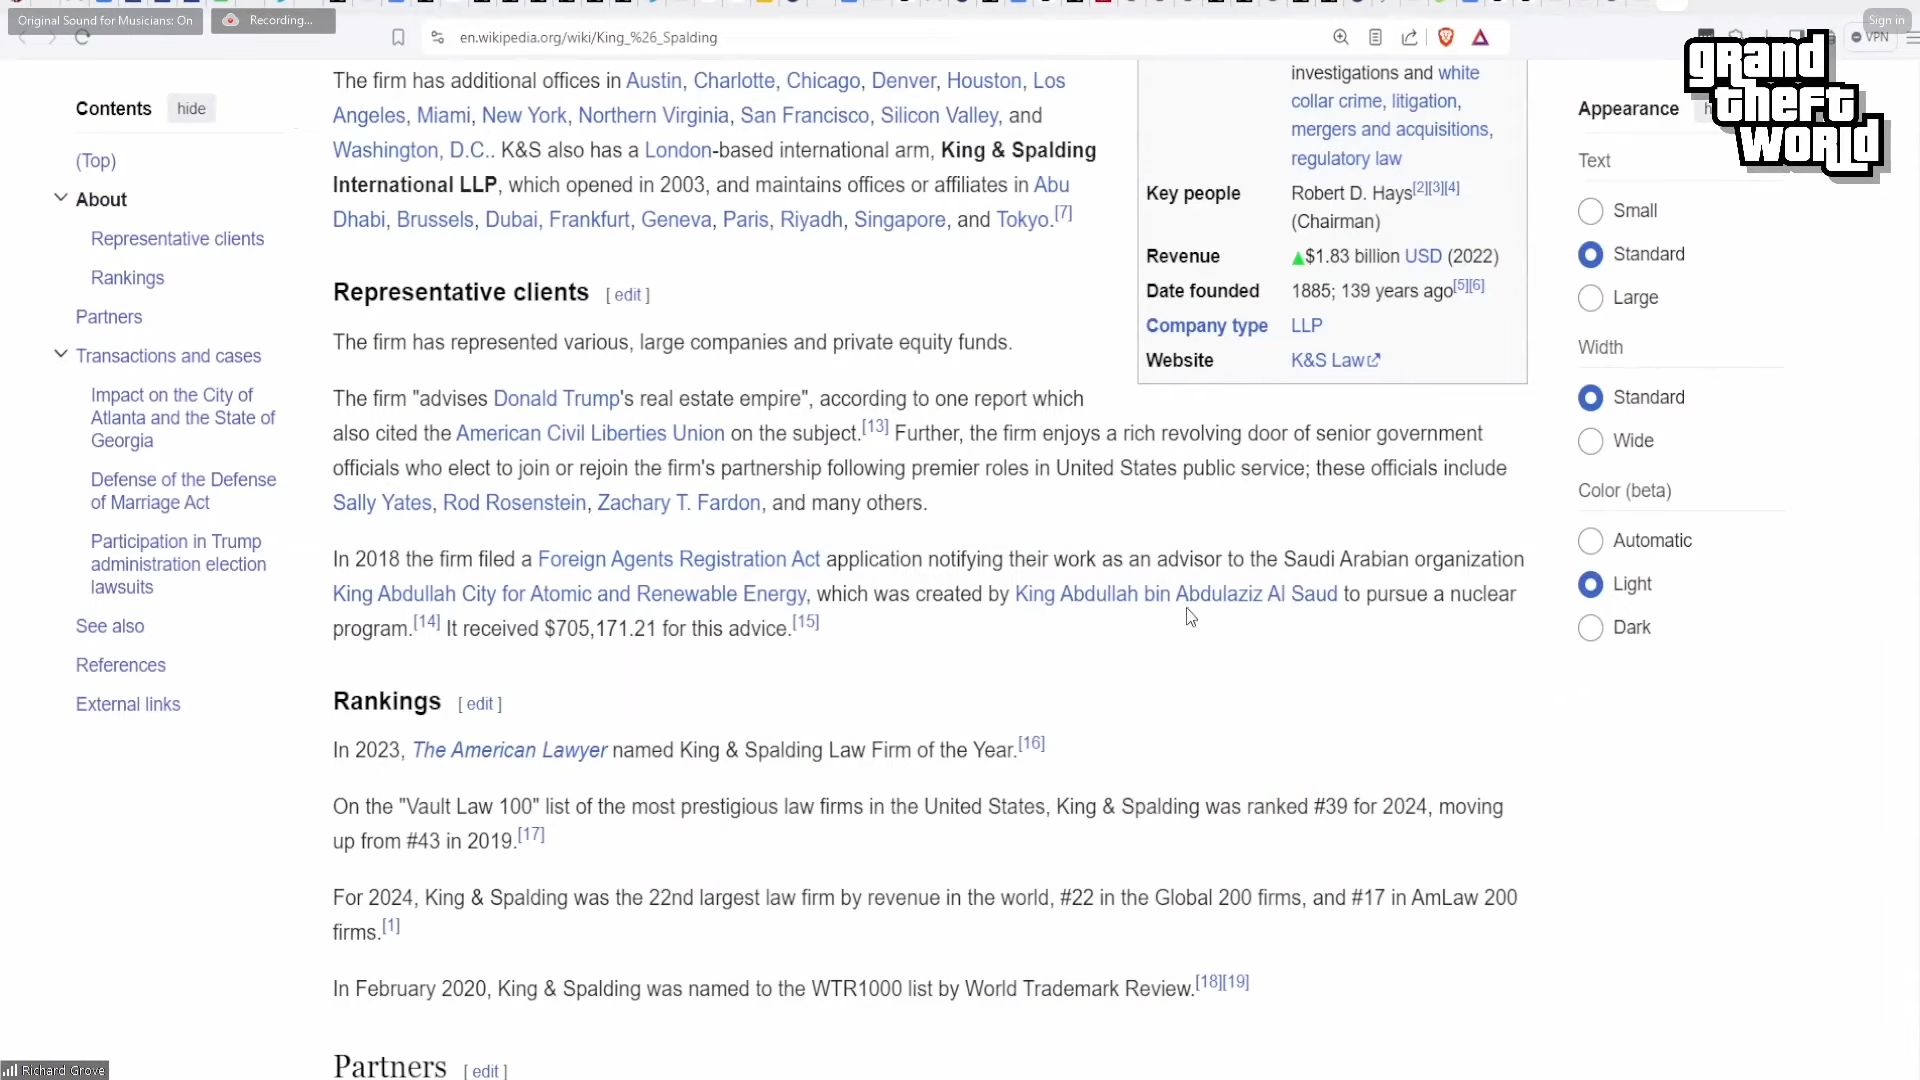 Original Sound for Musicians: On
Recording...
Sign in
en.wikipedia.org/wiki/King_%26_Spalding
VPN
grand
theft
world
Contents hide
(Top)
About
Representative clients
Rankings
Partners
Transactions and cases
Impact on the City of
Atlanta and the State of
Georgia
Defense of the Defense
of Marriage Act
Participation in Trump
administration election
lawsuits
See also
References
External links
The firm has additional offices in Austin, Charlotte, Chicago, Denver, Houston, Los
Angeles, Miami, New York, Northern Virginia, San Francisco, Silicon Valley, and
Washington, D.C.. K&S also has a London-based international arm, King & Spalding
International LLP, which opened in 2003, and maintains offices or affiliates in Abu
Dhabi, Brussels, Dubai, Frankfurt, Geneva, Paris, Riyadh, Singapore, and Tokyo.[7]
Representative clients [ edit ]
The firm has represented various, large companies and private equity funds.
The firm "advises Donald Trump's real estate empire", according to one report which
also cited the American Civil Liberties Union on the subject.[13] Further, the firm enjoys a rich revolving door of senior government
officials who elect to join or rejoin the firm's partnership following premier roles in United States public service; these officials include
Sally Yates, Rod Rosenstein, Zachary T. Fardon, and many others.
In 2018 the firm filed a Foreign Agents Registration Act application notifying their work as an advisor to the Saudi Arabian organization
King Abdullah City for Atomic and Renewable Energy, which was created by King Abdullah bin Abdulaziz Al Saud to pursue a nuclear
program.[14] It received $705,171.21 for this advice.[15]
Rankings [ edit ]
In 2023, The American Lawyer named King & Spalding Law Firm of the Year.[16]
On the "Vault Law 100" list of the most prestigious law firms in the United States, King & Spalding was ranked #39 for 2024, moving
up from #43 in 2019.[17]
For 2024, King & Spalding was the 22nd largest law firm by revenue in the world, #22 in the Global 200 firms, and #17 in AmLaw 200
firms.[1]
In February 2020, King & Spalding was named to the WTR1000 list by World Trademark Review.[18][19]
Partners [ edit ]
investigations and white
collar crime, litigation,
mergers and acquisitions,
regulatory law
Key people Robert D. Hays[2][3][4]
(Chairman)
Revenue ▲$1.83 billion USD (2022)
Date founded 1885; 139 years ago[5][6]
Company type LLP
Website K&S Law
Appearance
Text
Small
Standard
Large
Width
Standard
Wide
Color (beta)
Automatic
Light
Dark
Richard Grove